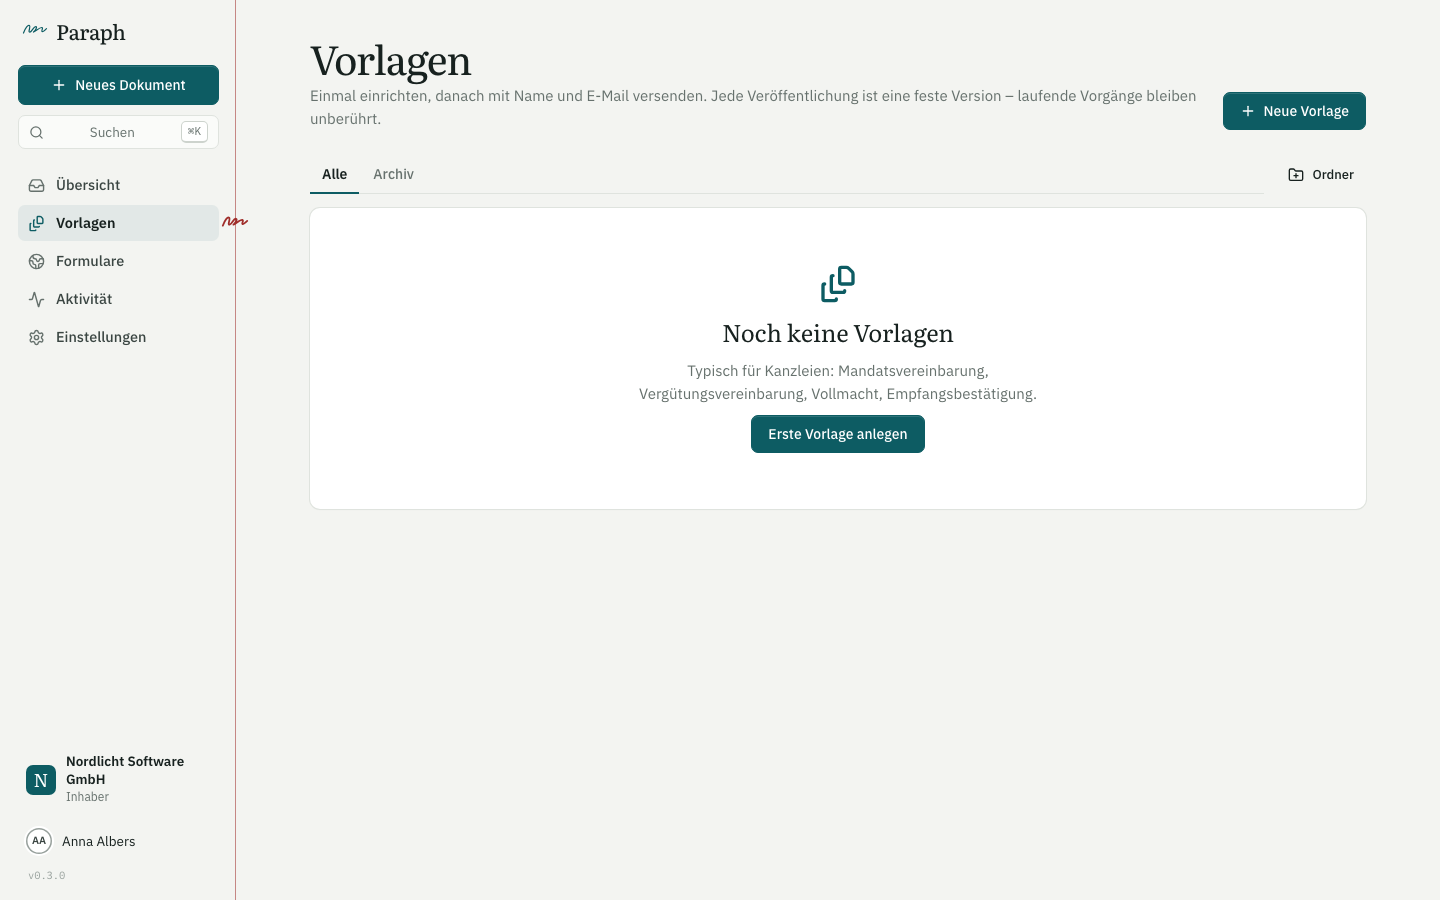 Paraph
Neues Dokument
Suchen ⌘K
Übersicht
Vorlagen
Formulare
Aktivität
Einstellungen
Nordlicht Software
GmbH
N
Inhaber
AA Anna Albers
v0.3.0
Vorlagen
Einmal einrichten, danach mit Name und E-Mail versenden. Jede Veröffentlichung ist eine feste Version – laufende Vorgänge bleiben
unberührt.
Neue Vorlage
Alle Archiv
Ordner
Noch keine Vorlagen
Typisch für Kanzleien: Mandatsvereinbarung,
Vergütungsvereinbarung, Vollmacht, Empfangsbestätigung.
Erste Vorlage anlegen